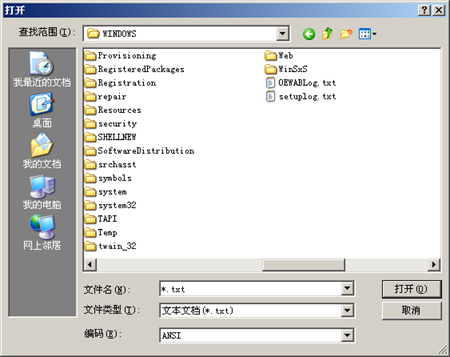 打开
查找范围(I):
WINDOWS
我最近的文档
桌面
我的文档
我的电脑
网上邻居
Provisioning
RegisteredPackages
Registration
repair
Resources
security
SHELLNEW
SoftwareDistribution
srchasst
symbols
system
system32
TAPI
Temp
twain_32
Web
WinSxS
OEWABLog.txt
setuplog.txt
文件名(N):
*.txt
打开(O)
文件类型(T):
文本文档(*.txt)
取消
编码(E):
ANSI